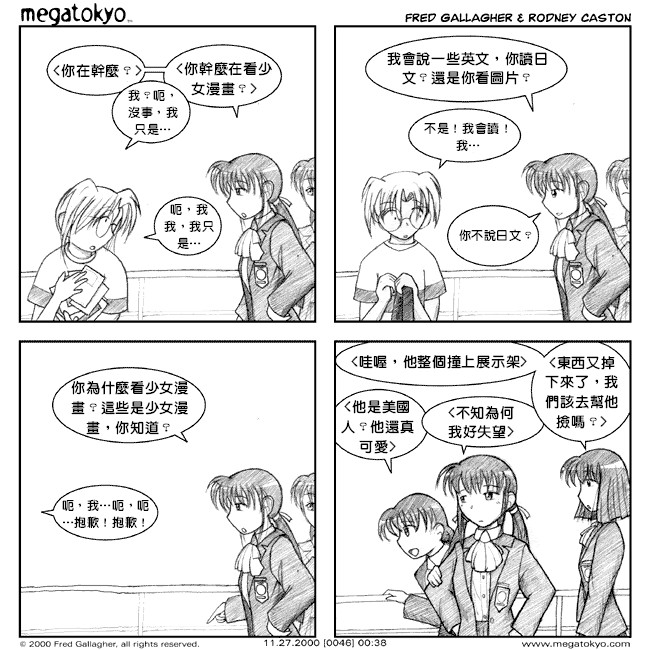 megatokyo™
FRED GALLAGHER & RODNEY CASTON
<你在幹麼？>
<你幹麼在看少
女漫畫？>
我？呃，
沒事，我
只是…
呃，我
我，我只
是…
我會說一些英文，你讀日
文？還是你看圖片？
不是！我會讀！
我…
你不說日文？
你為什麼看少女漫
畫？這些是少女漫
畫，你知道？
呃，我…呃，呃
…抱歉！抱歉！
<哇喔，他整個撞上展示架>
<他是美國
人？他還真
可愛>
<不知為何
我好失望>
<東西又掉
下來了，我
們該去幫他
撿嗎？>
© 2000 Fred Gallagher, all rights reserved.
11.27.2000 [0046] 00:38
www.megatokyo.com